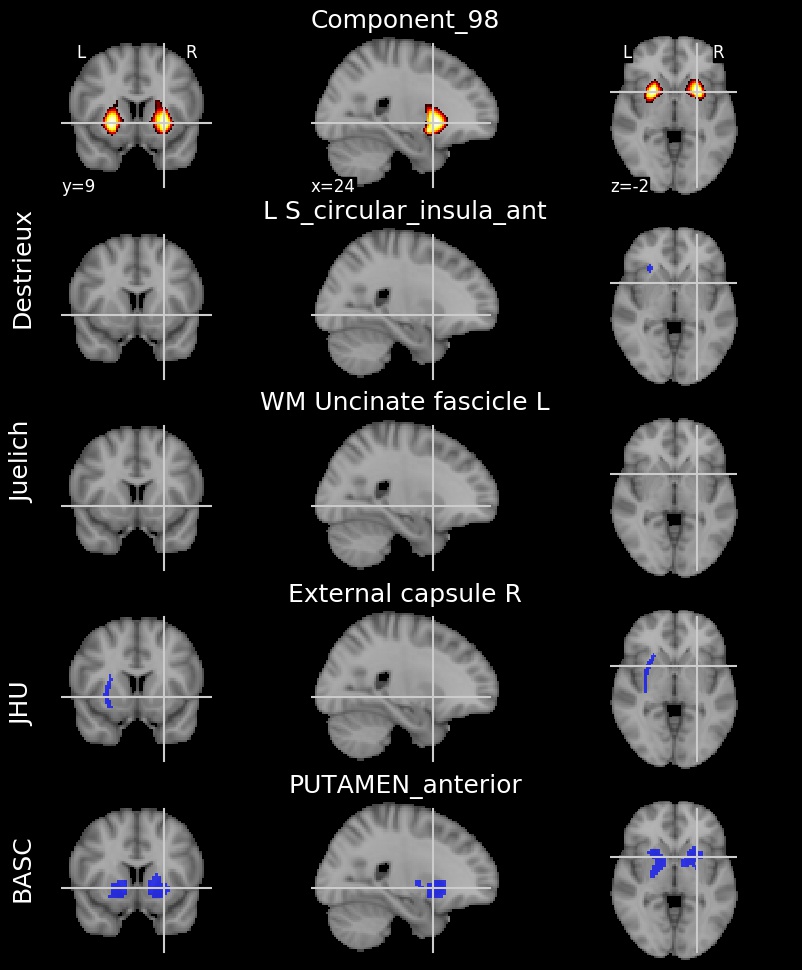 Component_98
L R
L R
y=9
x=24
z=-2
Destrieux
L S_circular_insula_ant
Juelich
WM Uncinate fascicle L
JHU
External capsule R
BASC
PUTAMEN_anterior